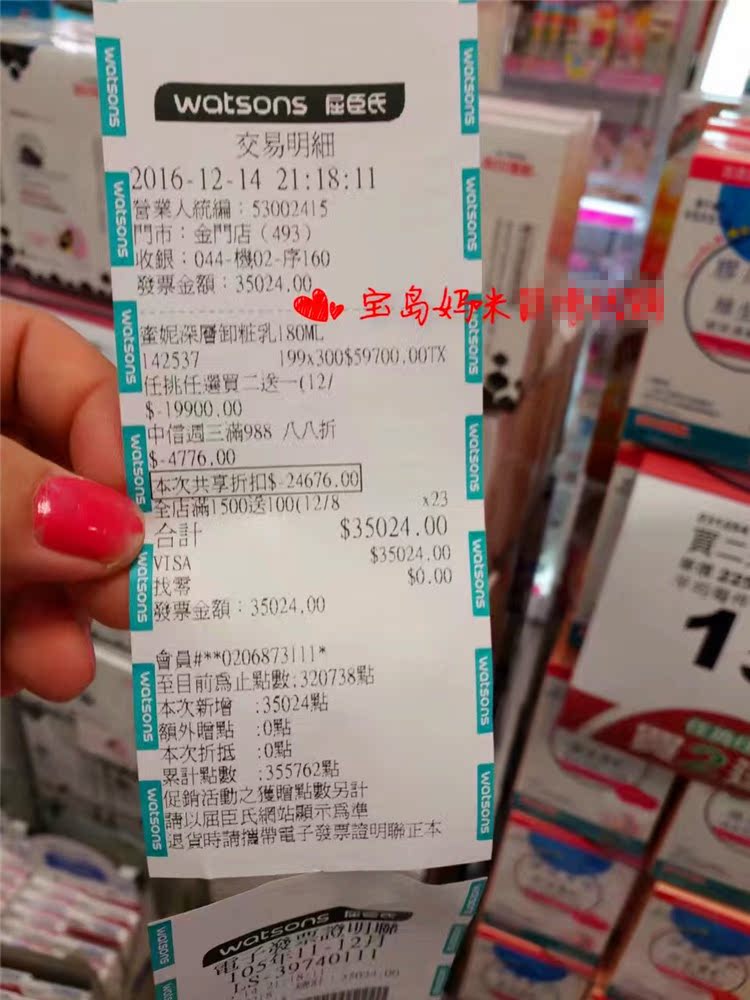 watsons 屈臣氏
交易明細
2016-12-14 21:18:11
營業人統編：53002415
門市：金門店（493）
收銀：044-機02-序160
發票金額：35024.00
宝岛妈咪
蜜妮深層卸粧乳180ML
142537 199x300$59700.00TX
任挑任選買二送一(12/
$-19900.00
中信週三滿988 八八折
$-4776.00
本次共享折扣$-24676.00
全店滿1500送100(12/8 x23
合計 $35024.00
VISA $35024.00
找零 $0.00
發票金額：35024.00
會員#**0206873111*
至目前為止點數:320738點
本次新增 :35024點
額外贈點 :0點
本次折抵 :0點
累計點數 :355762點
促銷活動之獲贈點數另計
請以屈臣氏網站顯示為準
退貨時請攜帶電子發票證明聯正本
watsons 屈臣氏
電子發票證明聯
105年11-12月
LS-39740111